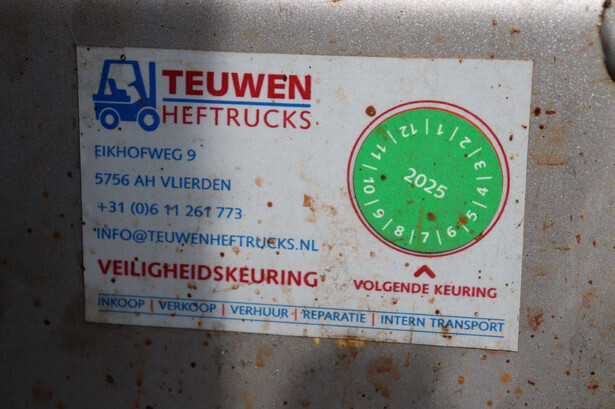 TEUWEN
HEFTRUCKS
EIKHOFWEG 9
5756 AH VLIERDEN
+31 (0)6 11 261 773
INFO@TEUWENHEFTRUCKS.NL
VEILIGHEIDSKEURING
12 1 2 3 4 5 6 7 8 9 10 11
2025
VOLGENDE KEURING
INKOOP | VERKOOP | VERHUUR | REPARATIE | INTERN TRANSPORT